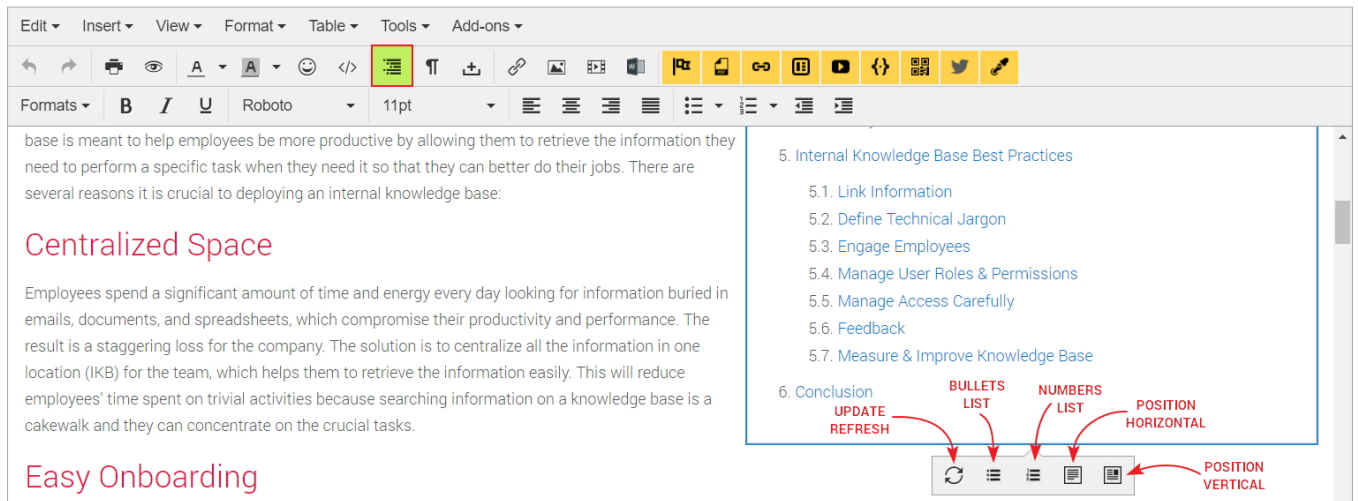 Edit Insert View Format Table Tools Add-ons
A A </> ¶ W {}
Formats B I U Roboto 11pt
base is meant to help employees be more productive by allowing them to retrieve the information they
need to perform a specific task when they need it so that they can better do their jobs. There are
several reasons it is crucial to deploying an internal knowledge base:
Centralized Space
Employees spend a significant amount of time and energy every day looking for information buried in
emails, documents, and spreadsheets, which compromise their productivity and performance. The
result is a staggering loss for the company. The solution is to centralize all the information in one
location (IKB) for the team, which helps them to retrieve the information easily. This will reduce
employees' time spent on trivial activities because searching information on a knowledge base is a
cakewalk and they can concentrate on the crucial tasks.
Easy Onboarding
5. Internal Knowledge Base Best Practices
5.1. Link Information
5.2. Define Technical Jargon
5.3. Engage Employees
5.4. Manage User Roles & Permissions
5.5. Manage Access Carefully
5.6. Feedback
5.7. Measure & Improve Knowledge Base
6. Conclusion
UPDATE
REFRESH
BULLETS
LIST
NUMBERS
LIST
POSITION
HORIZONTAL
POSITION
VERTICAL